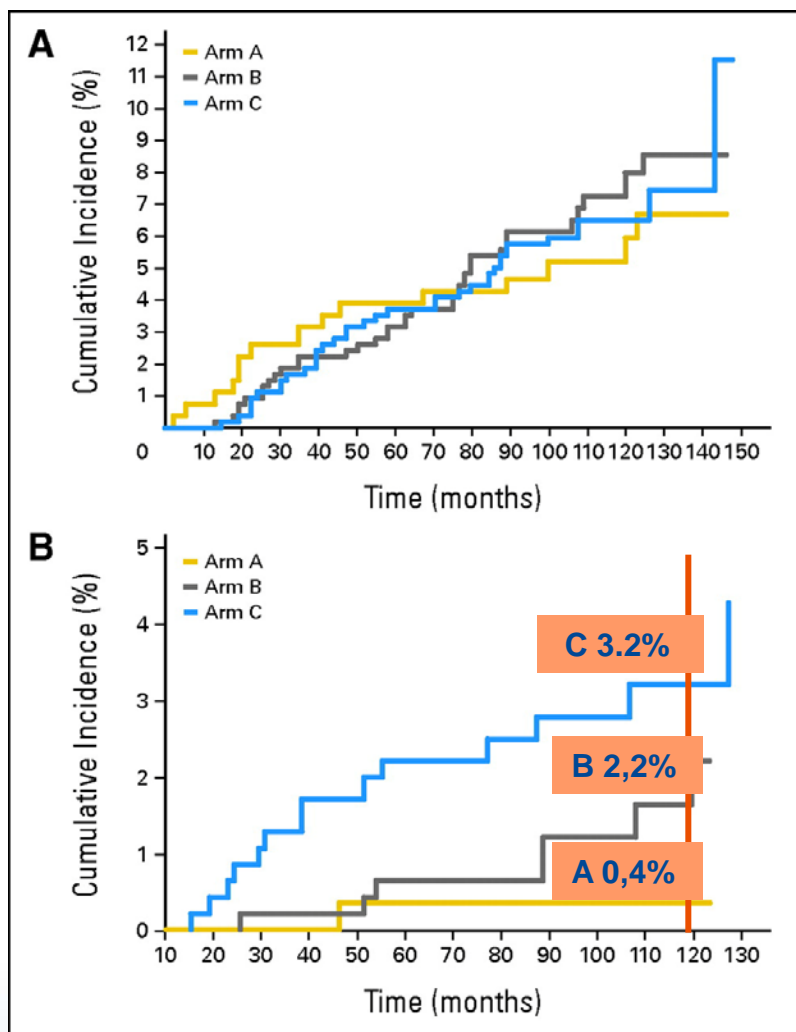 A
Cumulative Incidence (%)
12
11
10
9
8
7
6
5
4
3
2
1
0
Arm A
Arm B
Arm C
10 20 30 40 50 60 70 80 90 100 110 120 130 140 150
Time (months)
B
Cumulative Incidence (%)
5
4
3
2
1
0
Arm A
Arm B
Arm C
C 3.2%
B 2,2%
A 0,4%
10 20 30 40 50 60 70 80 90 100 110 120 130
Time (months)